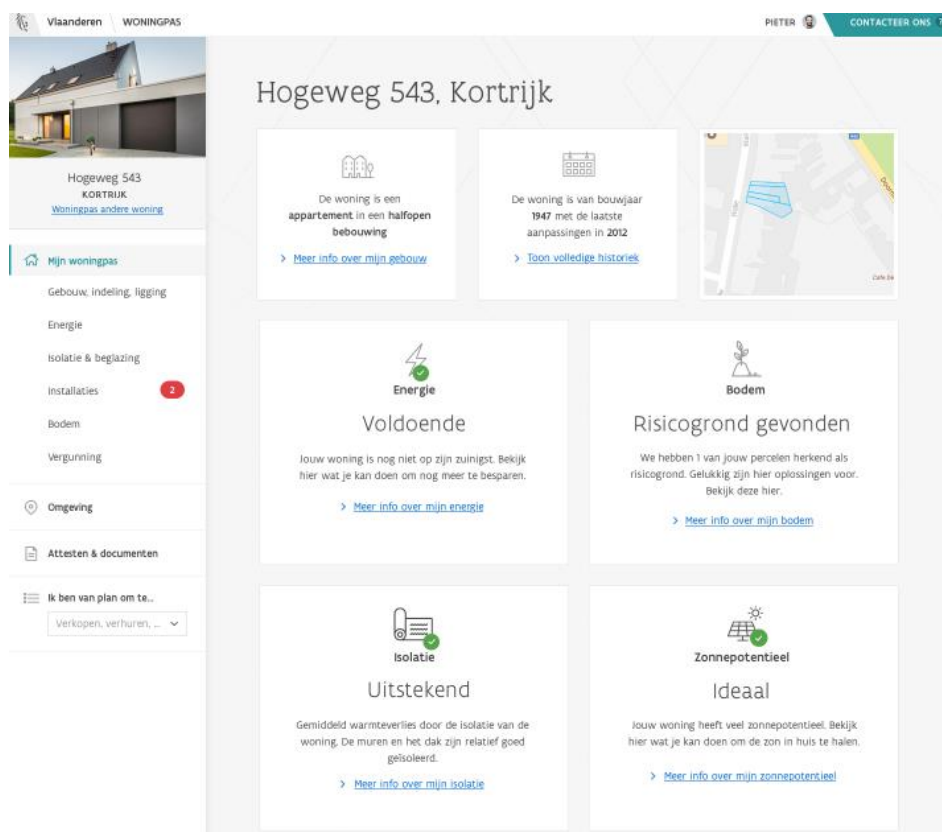 Vlaanderen
WONINGPAS
PIETER
CONTACTEER ONS
Hogeweg 543
KORTRIJK
Woningpas andere woning
Mijn woningpas
Gebouw, indeling, ligging
Energie
Isolatie & beglazing
Installaties
2
Bodem
Vergunning
Omgeving
Attesten & documenten
Ik ben van plan om te..
Verkopen, verhuren, ...
Hogeweg 543, Kortrijk
De woning is een
appartement in een halfopen
bebouwing
> Meer info over mijn gebouw
De woning is van bouwjaar
1947 met de laatste
aanpassingen in 2012
> Toon volledige historiek
Energie
Voldoende
Jouw woning is nog niet op zijn zuinigst. Bekijk
hier wat je kan doen om nog meer te besparen.
> Meer info over mijn energie
Bodem
Risicogrond gevonden
We hebben 1 van jouw percelen herkend als
risicogrond. Gelukkig zijn hier oplossingen voor.
Bekijk deze hier.
> Meer info over mijn bodem
Isolatie
Uitstekend
Gemiddeld warmteverlies door de isolatie van de
woning. De muren en het dak zijn relatief goed
geïsoleerd.
> Meer info over mijn isolatie
Zonnepotentieel
Ideaal
Jouw woning heeft veel zonnepotentieel. Bekijk
hier wat je kan doen om de zon in huis te halen.
> Meer info over mijn zonnepotentieel